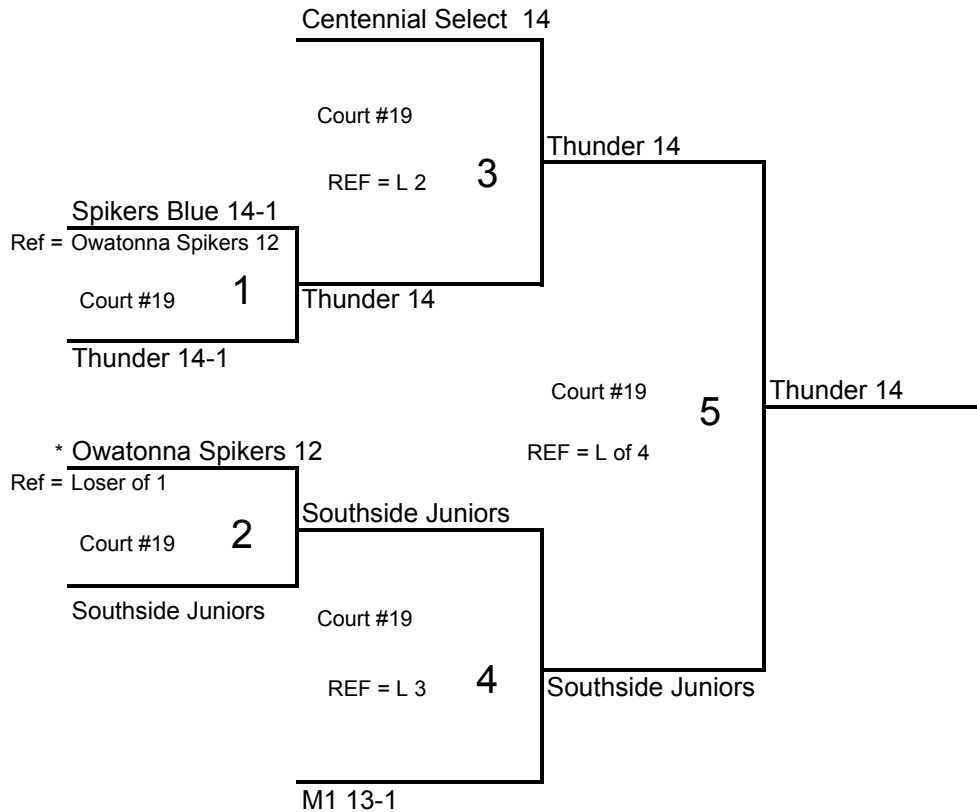 Centennial Select  14
Court #19
REF = L 2
3
Thunder 14
Spikers Blue 14-1
Ref = Owatonna Spikers 12
Court #19
1
Thunder 14
Thunder 14-1
Court #19
5
Thunder 14
REF = L of 4
* Owatonna Spikers 12
Ref = Loser of 1
Court #19
2
Southside Juniors
Southside Juniors
Court #19
REF = L 3
4
Southside Juniors
M1 13-1